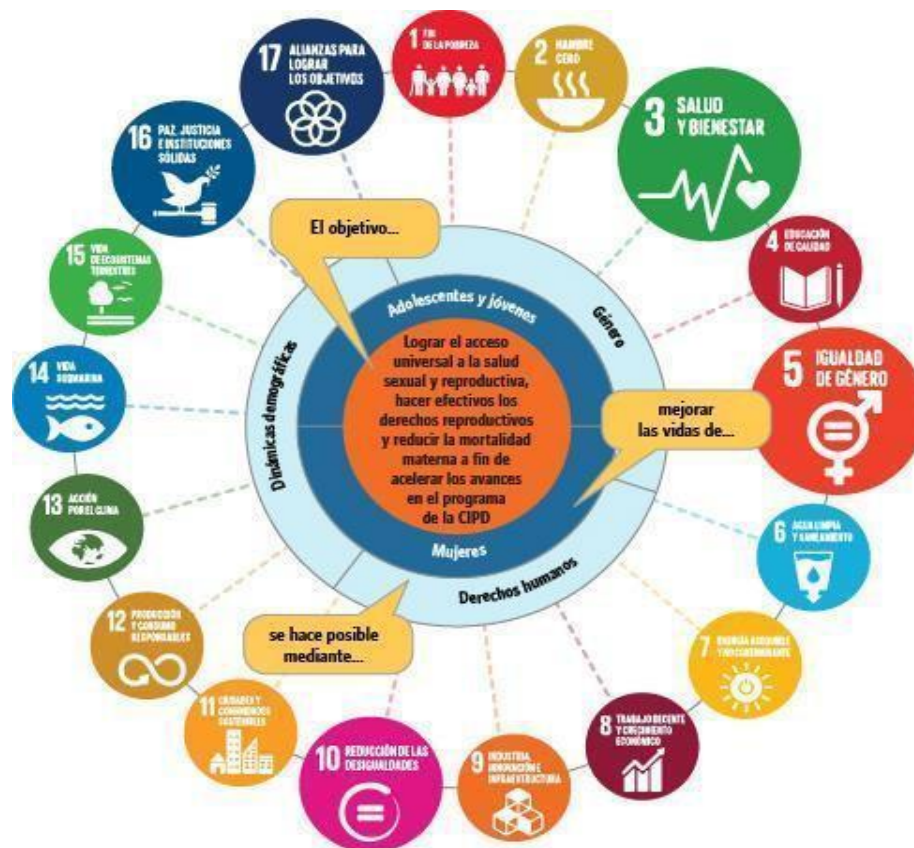 1 FIN
DE LA POBREZA
2 HAMBRE
CERO
3 SALUD
Y BIENESTAR
4 EDUCACIÓN
DE CALIDAD
5 IGUALDAD
DE GÉNERO
6 AGUA LIMPIA
Y SANEAMIENTO
7 ENERGÍA ASEQUIBLE
Y NO CONTAMINANTE
8 TRABAJO DECENTE
Y CRECIMIENTO
ECONÓMICO
9 INDUSTRIA,
INNOVACIÓN E
INFRAESTRUCTURA
10 REDUCCIÓN DE LAS
DESIGUALDADES
11 CIUDADES Y
COMUNIDADES
SOSTENIBLES
12 PRODUCCIÓN
Y CONSUMO
RESPONSABLES
13 ACCIÓN
POR EL CLIMA
14 VIDA
SUBMARINA
15 VIDA
DE ECOSISTEMAS
TERRESTRES
16 PAZ, JUSTICIA
E INSTITUCIONES
SÓLIDAS
17 ALIANZAS PARA
LOGRAR
LOS OBJETIVOS
El objetivo...
Lograr el acceso
universal a la salud
sexual y reproductiva,
hacer efectivos los
derechos reproductivos
y reducir la mortalidad
materna a fin de
acelerar los avances
en el programa
de la CIPD
mejorar
las vidas de...
Adolescentes y jóvenes
Mujeres
se hace posible
mediante...
Género
Derechos humanos
Dinámicas demográficas